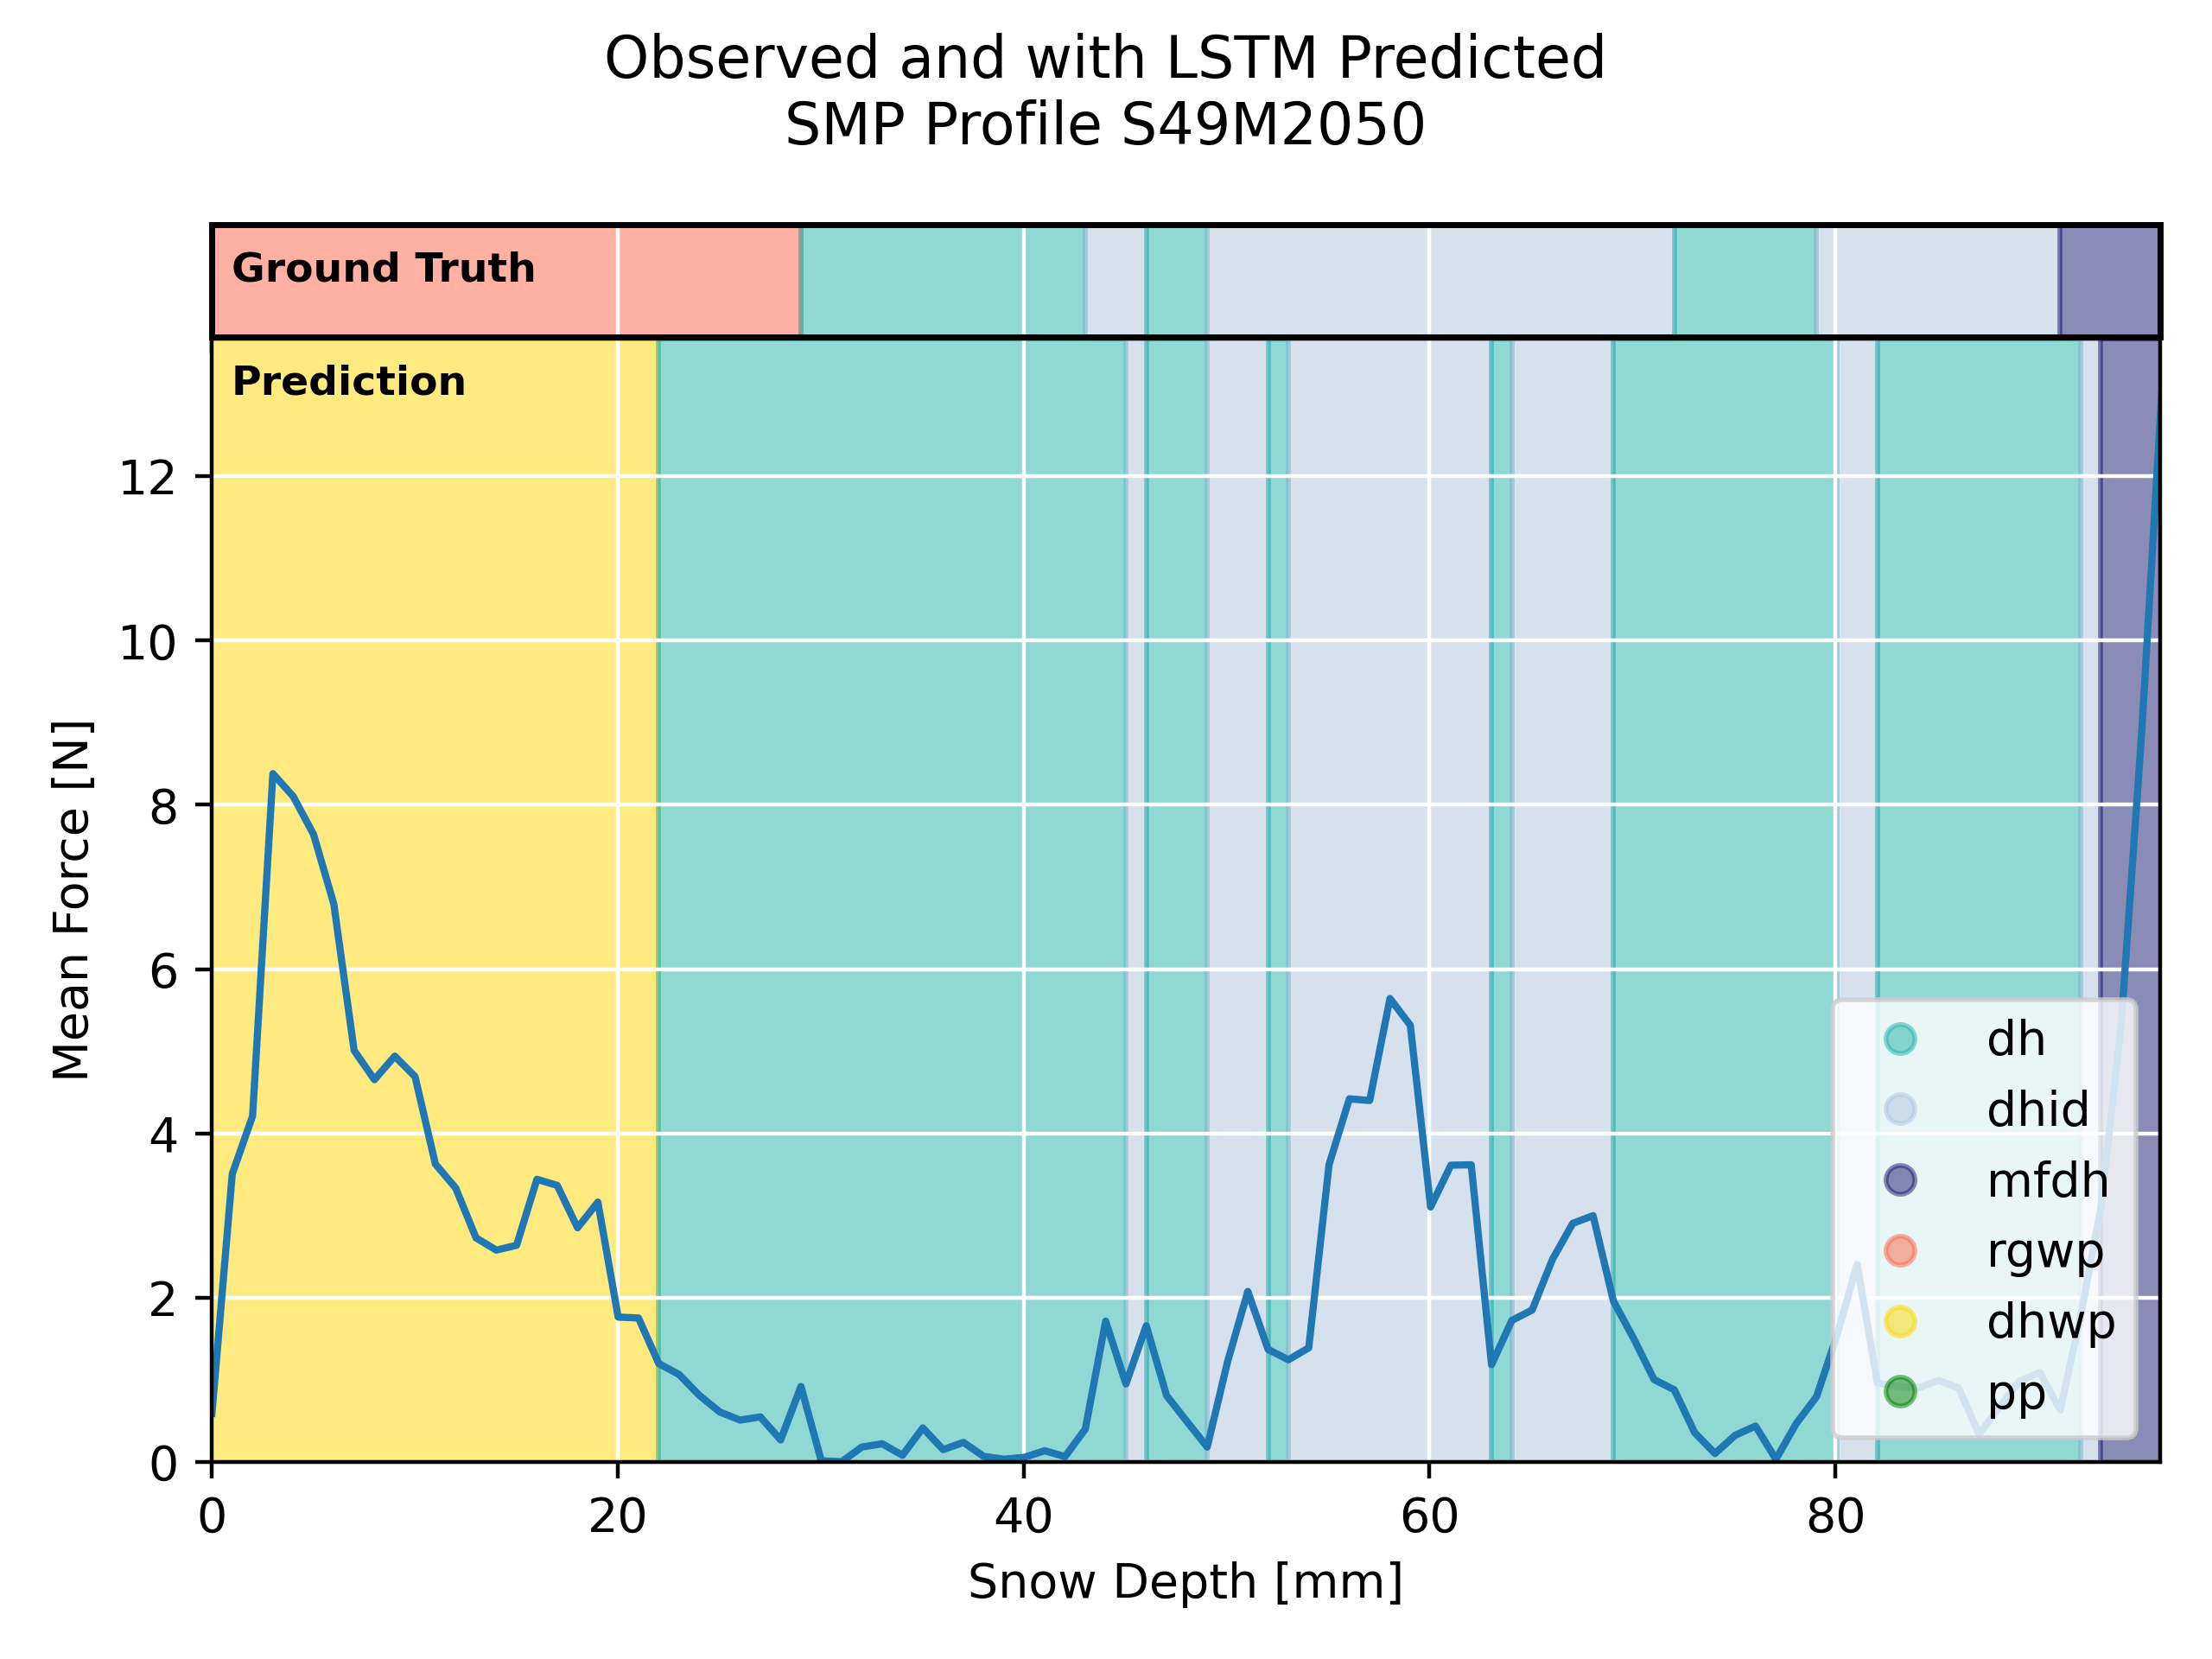 Observed and with LSTM Predicted
SMP Profile S49M2050
Ground Truth
Prediction
12
10
8
6
4
2
0
Mean Force [N]
dh
dhid
mfdh
rgwp
dhwp
pp
0 20 40 60 80
Snow Depth [mm]